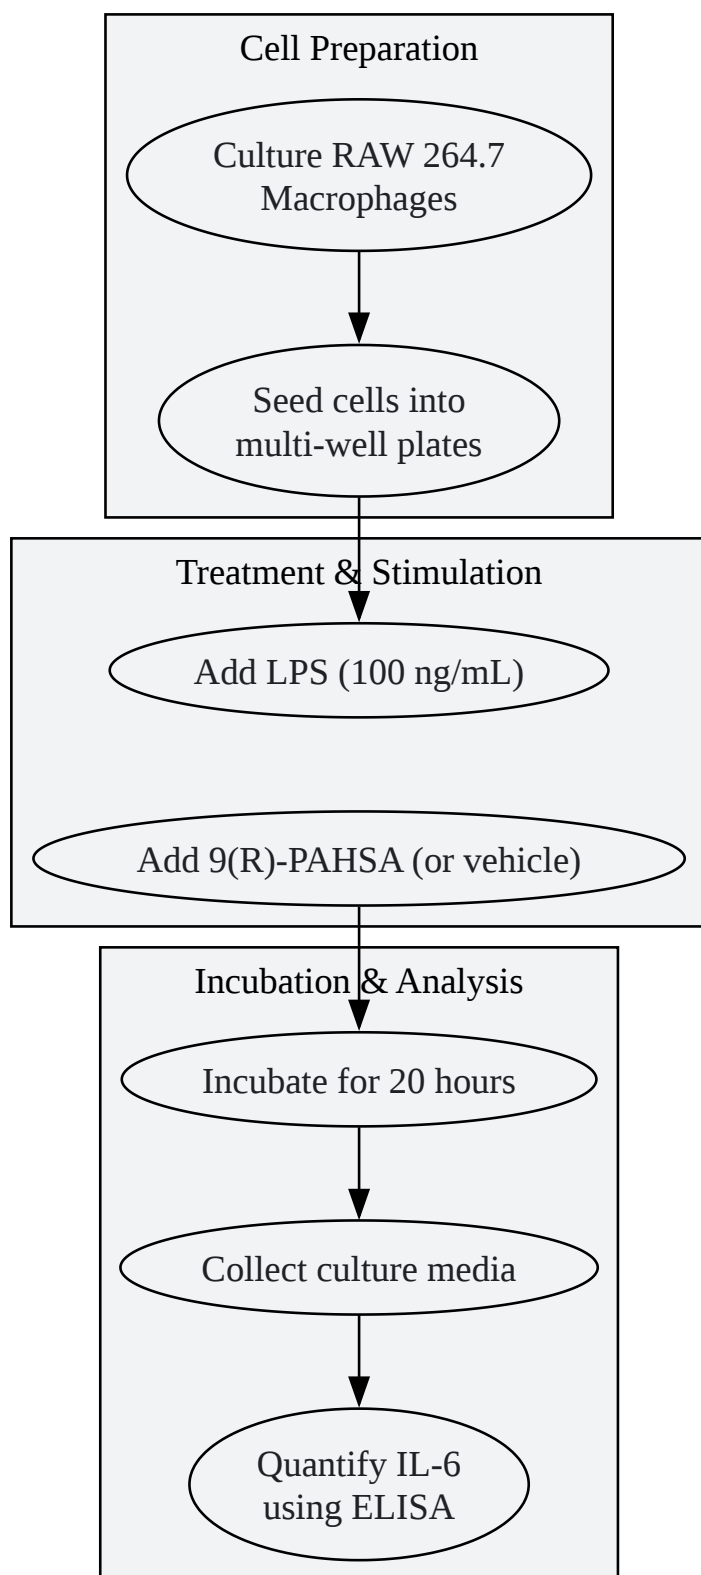 Cell Preparation
Culture RAW 264.7
Macrophages
Seed cells into
multi-well plates
Treatment & Stimulation
Add LPS (100 ng/mL)
Add 9(R)-PAHSA (or vehicle)
Incubation & Analysis
Incubate for 20 hours
Collect culture media
Quantify IL-6
using ELISA